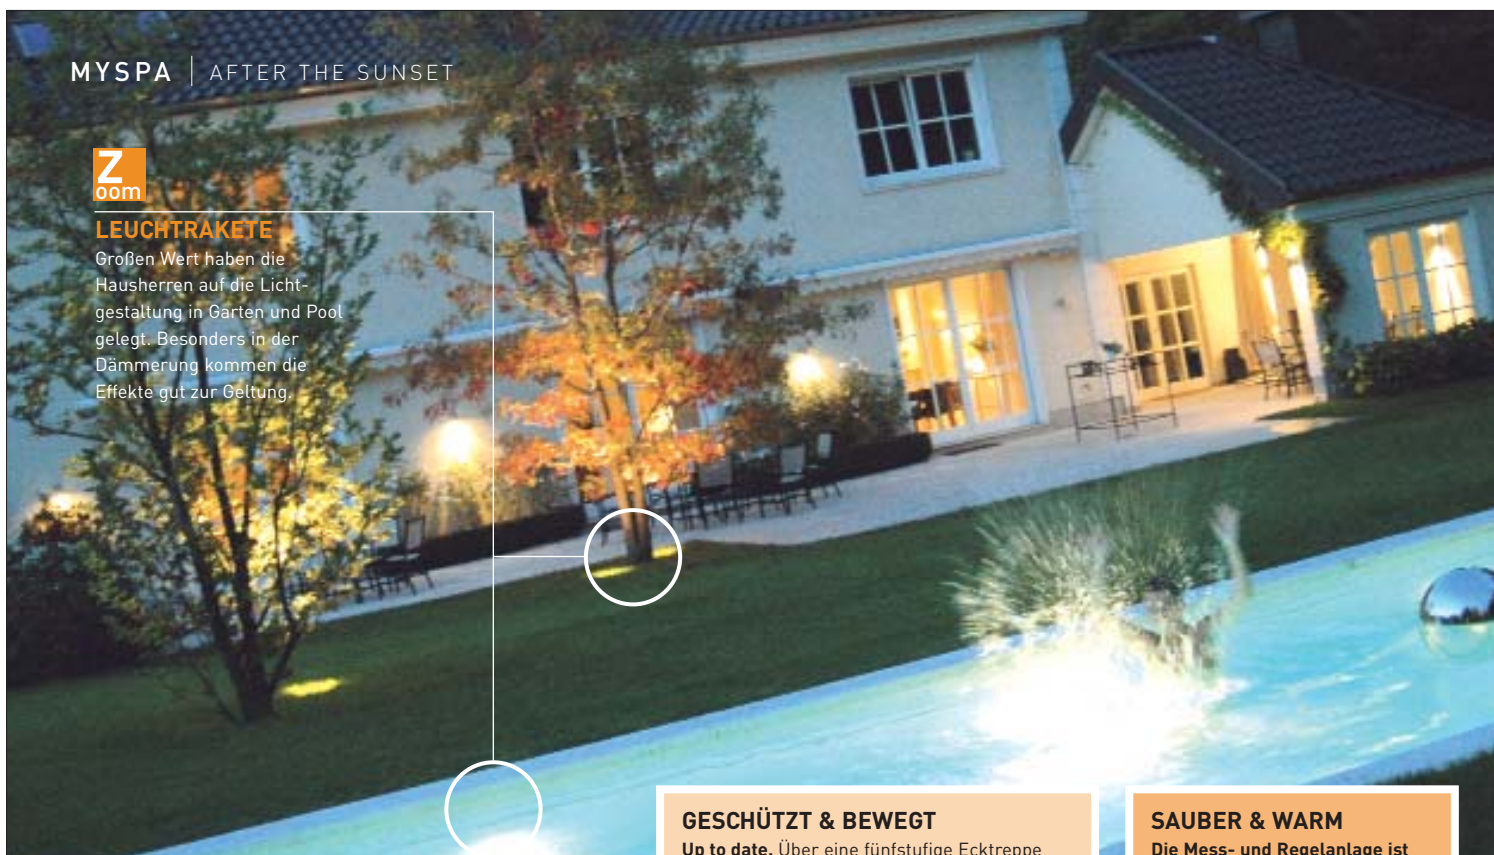 MYSPA | AFTER THE SUNSET
Zoom
LEUCHTRAKETE
Großen Wert haben die
Hausherren auf die Licht-
gestaltung in Garten und Pool
gelegt. Besonders in der
Dämmerung kommen die
Effekte gut zur Geltung.
GESCHÜTZT & BEWEGT
Up to date. Über eine fünfstufige Ecktreppe
SAUBER & WARM
Die Mess- und Regelanlage ist